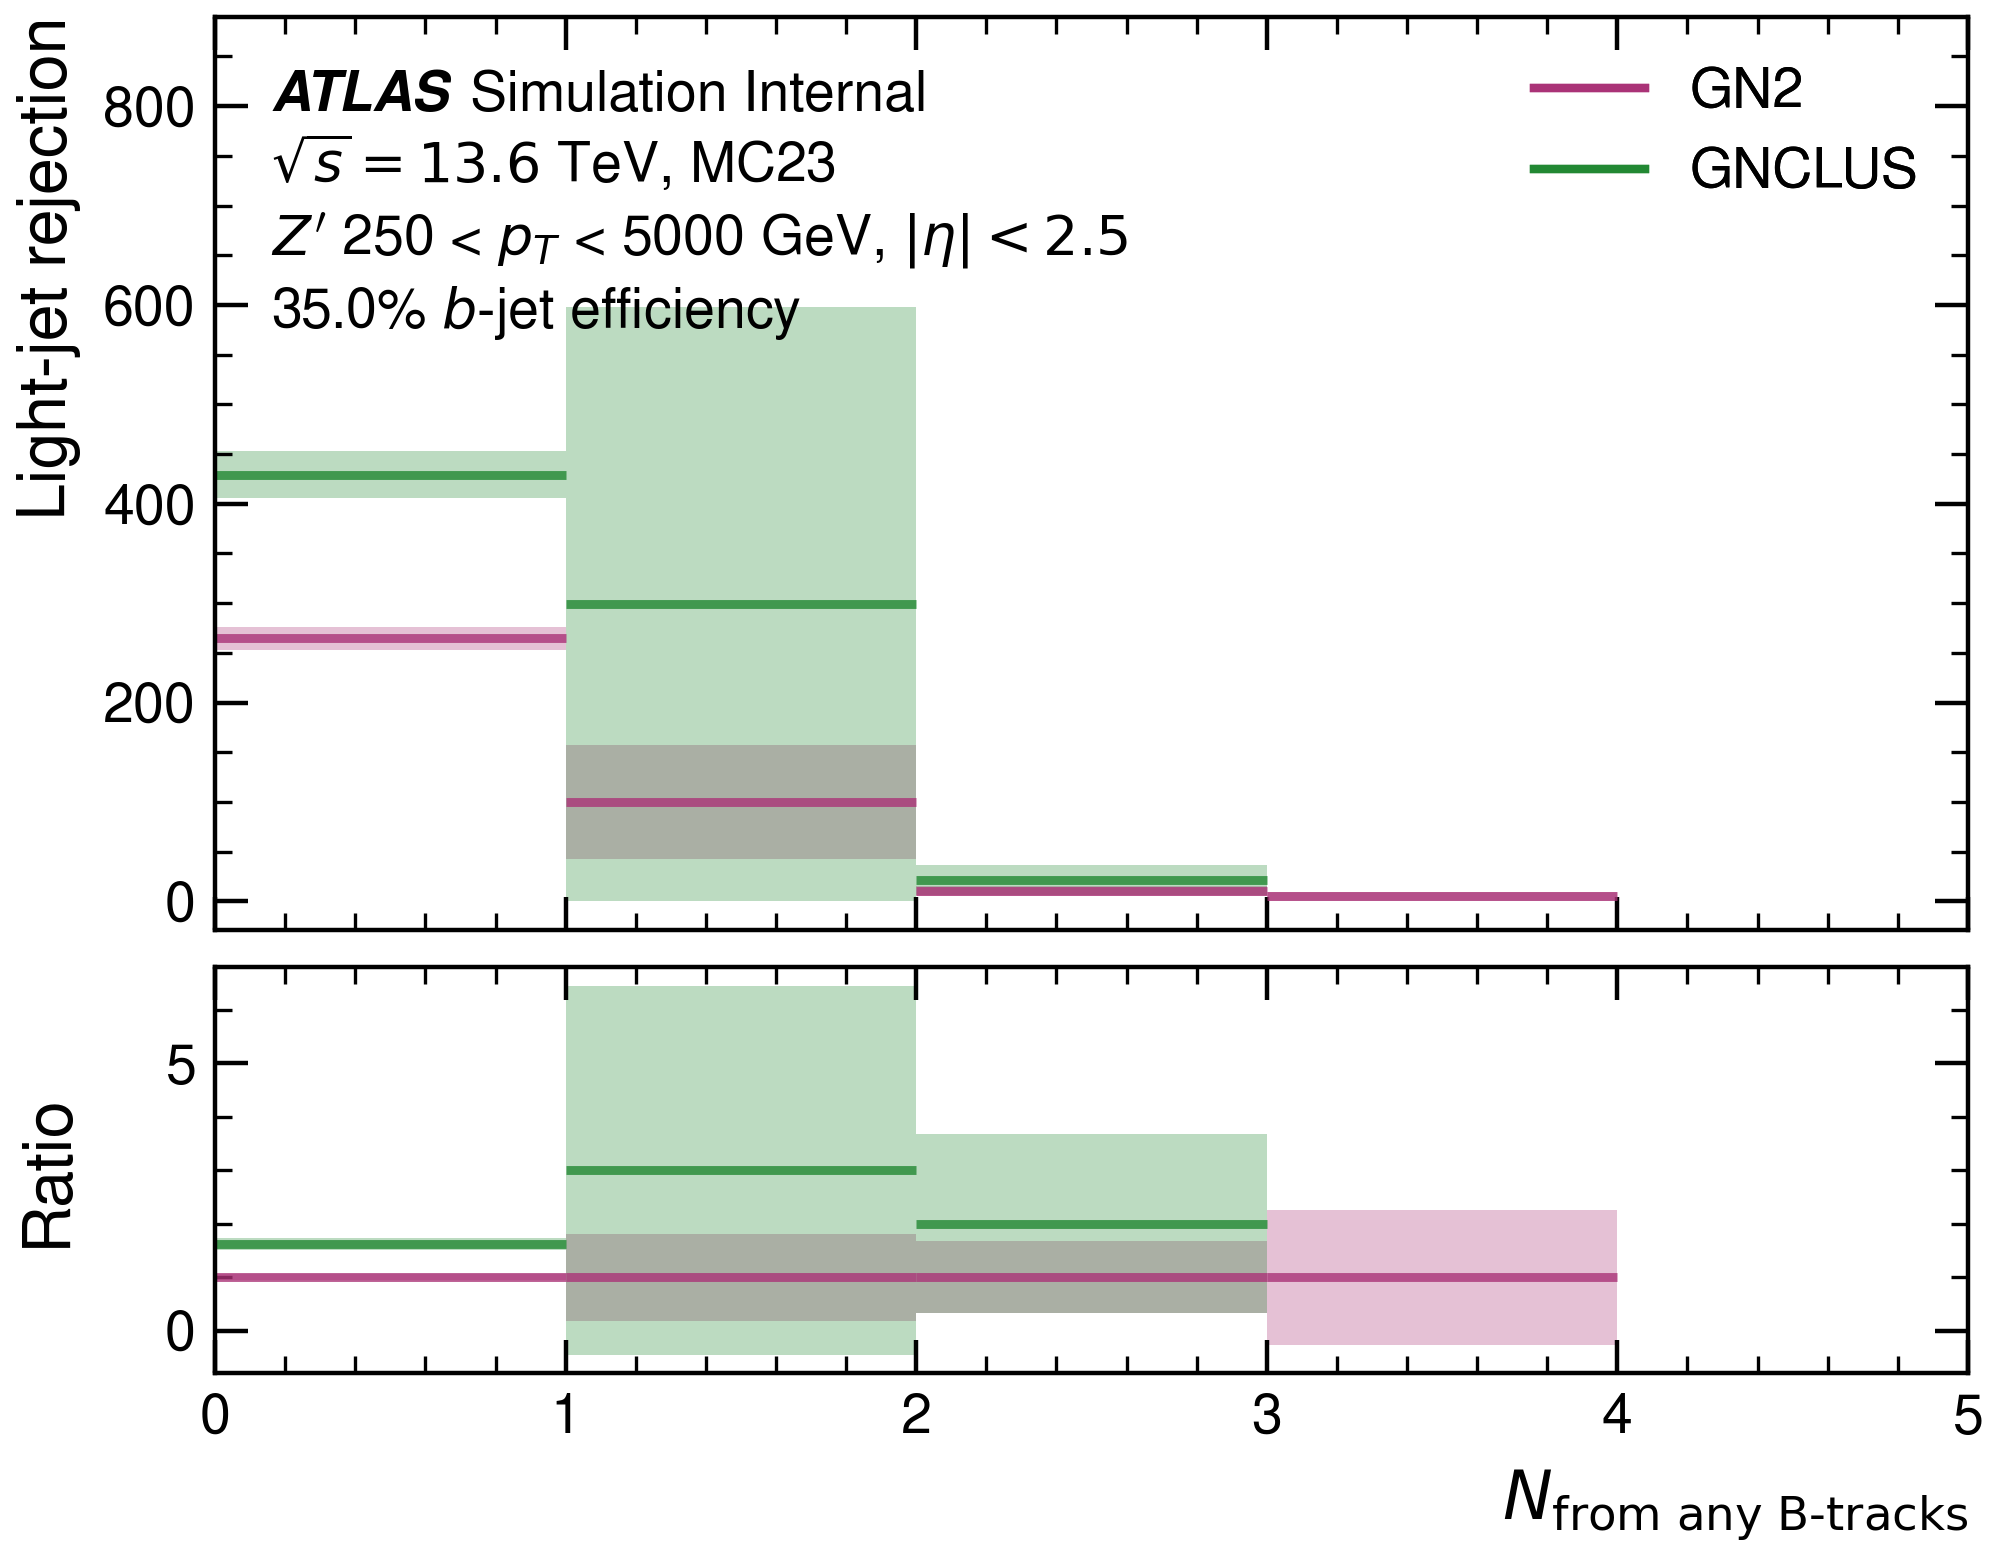 Light-jet rejection
800
600
400
200
0
ATLAS Simulation Internal
√s = 13.6 TeV, MC23
Z′ 250 < p_T < 5000 GeV, |η| < 2.5
35.0% b-jet efficiency
GN2
GNCLUS
Ratio
5
0
0 1 2 3 4 5
N_from any B-tracks